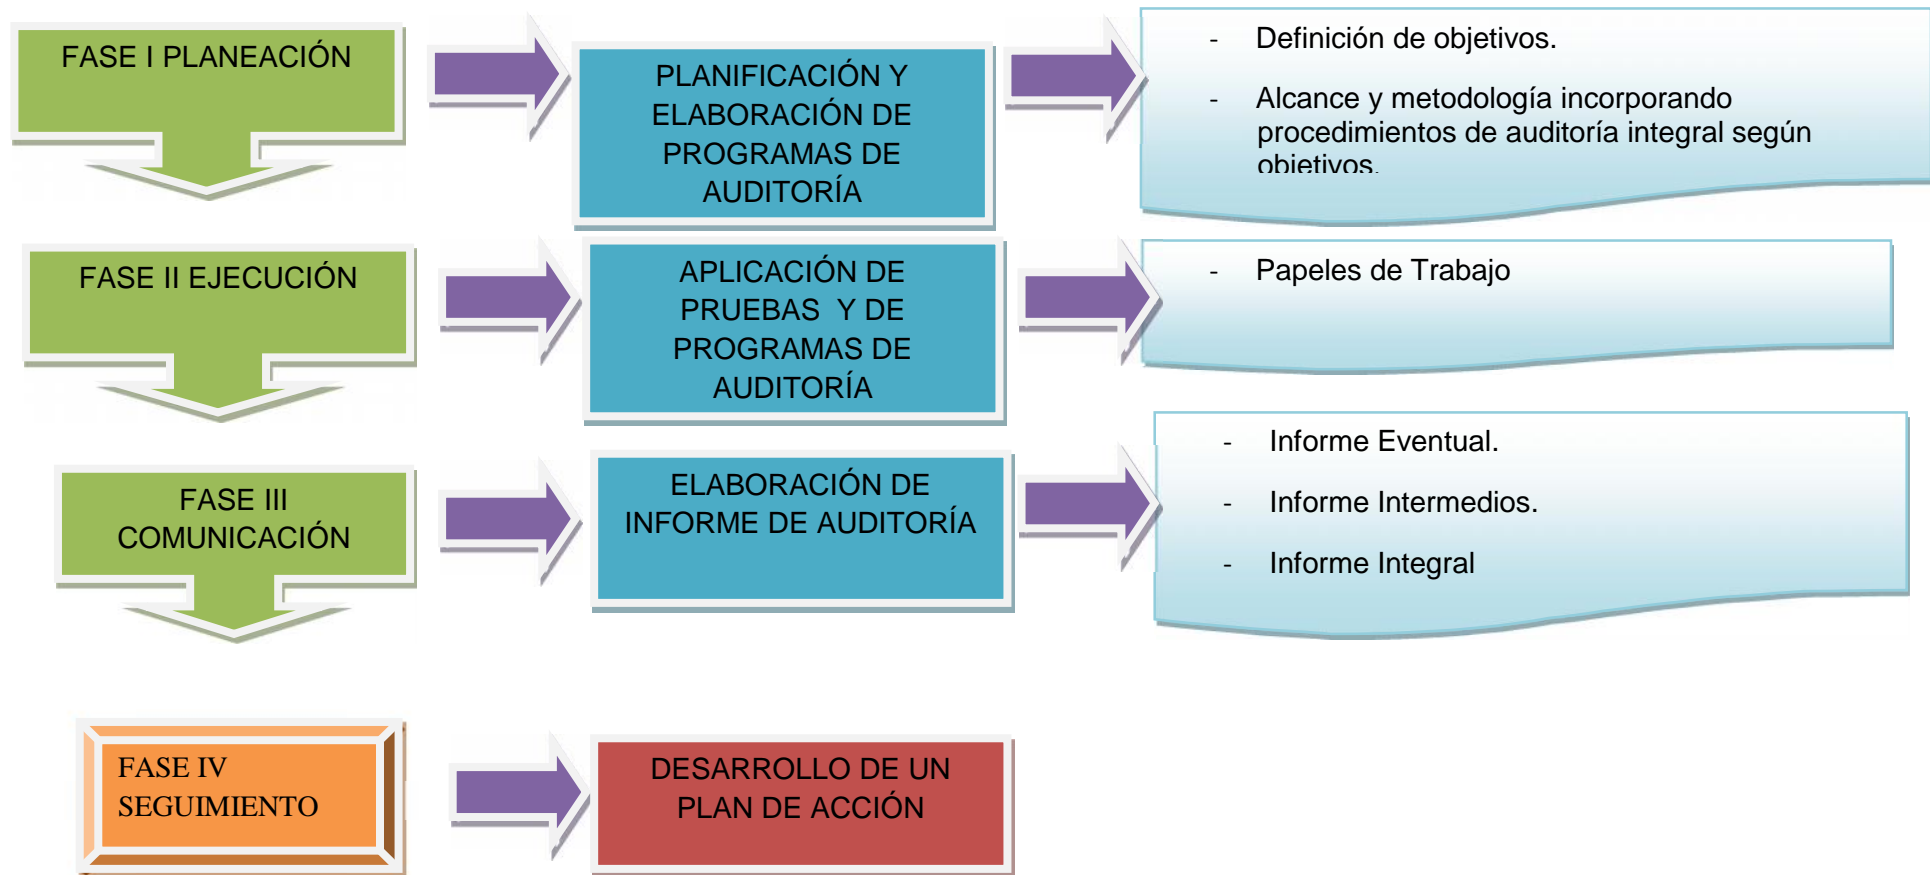 FASE I PLANEACIÓN
PLANIFICACIÓN Y
ELABORACIÓN DE
PROGRAMAS DE
AUDITORÍA
- Definición de objetivos.
- Alcance y metodología incorporando
procedimientos de auditoría integral según
objetivos.
FASE II EJECUCIÓN
APLICACIÓN DE
PRUEBAS Y DE
PROGRAMAS DE
AUDITORÍA
- Papeles de Trabajo
FASE III
COMUNICACIÓN
ELABORACIÓN DE
INFORME DE AUDITORÍA
- Informe Eventual.
- Informe Intermedios.
- Informe Integral
FASE IV
SEGUIMIENTO
DESARROLLO DE UN
PLAN DE ACCIÓN